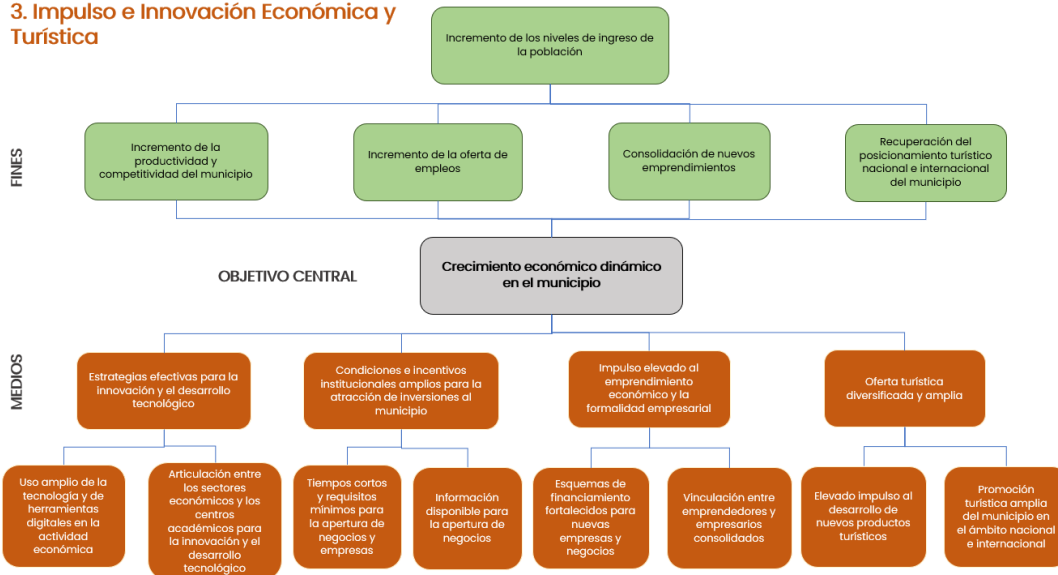 3. Impulso e Innovación Económica y
Turística
Incremento de los niveles de ingreso de
la población
FINES
Incremento de la
productividad y
competitividad del municipio
Incremento de la oferta de
empleos
Consolidación de nuevos
emprendimientos
Recuperación del
posicionamiento turístico
nacional e internacional
del municipio
OBJETIVO CENTRAL
Crecimiento económico dinámico
en el municipio
MEDIOS
Estrategias efectivas para la
innovación y el desarrollo
tecnológico
Condiciones e incentivos
institucionales amplios para la
atracción de inversiones al
municipio
Impulso elevado al
emprendimiento
económico y la
formalidad empresarial
Oferta turística
diversificada y amplia
Uso amplio de la
tecnología y de
herramientas
digitales en la
actividad
económica
Articulación entre
los sectores
económicos y los
centros
académicos para
la innovación y el
desarrollo
tecnológico
Tiempos cortos y
requisitos
mínimos para
la apertura de
negocios y
empresas
Información
disponible para
la apertura de
negocios
Esquemas de
financiamiento
fortalecidos para
nuevas
empresas y
negocios
Vinculación entre
emprendedores y
empresarios
consolidados
Elevado impulso al
desarrollo de
nuevos productos
turísticos
Promoción
turística amplia
del municipio en
el ámbito nacional
e internacional